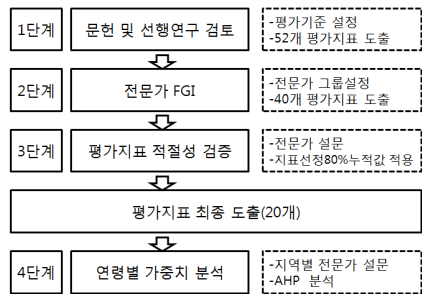 1단계
문헌 및 선행연구 검토
-평가기준 설정
-52개 평가지표 도출
2단계
전문가 FGI
-전문가 그룹설정
-40개 평가지표 도출
3단계
평가지표 적절성 검증
-전문가 설문
-지표선정80%누적값 적용
평가지표 최종 도출(20개)
4단계
연령별 가중치 분석
-지역별 전문가 설문
-AHP 분석